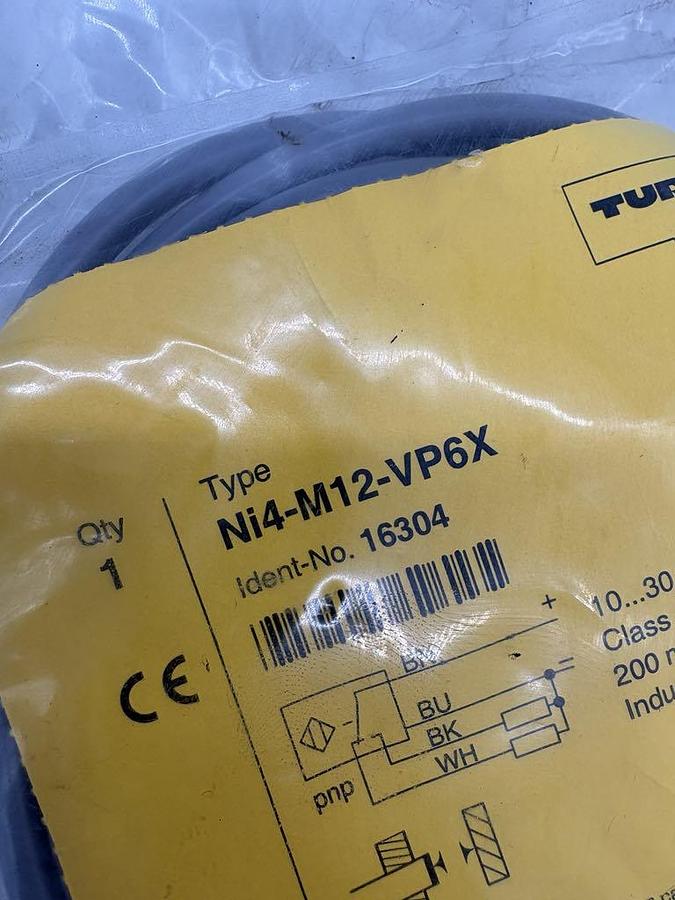 TUR
Type
Ni4-M12-VP6X
Qty
1
Ident-No. 16304
CE
+
10...30
Class
200
Indu
BU
BK
WH
pnp